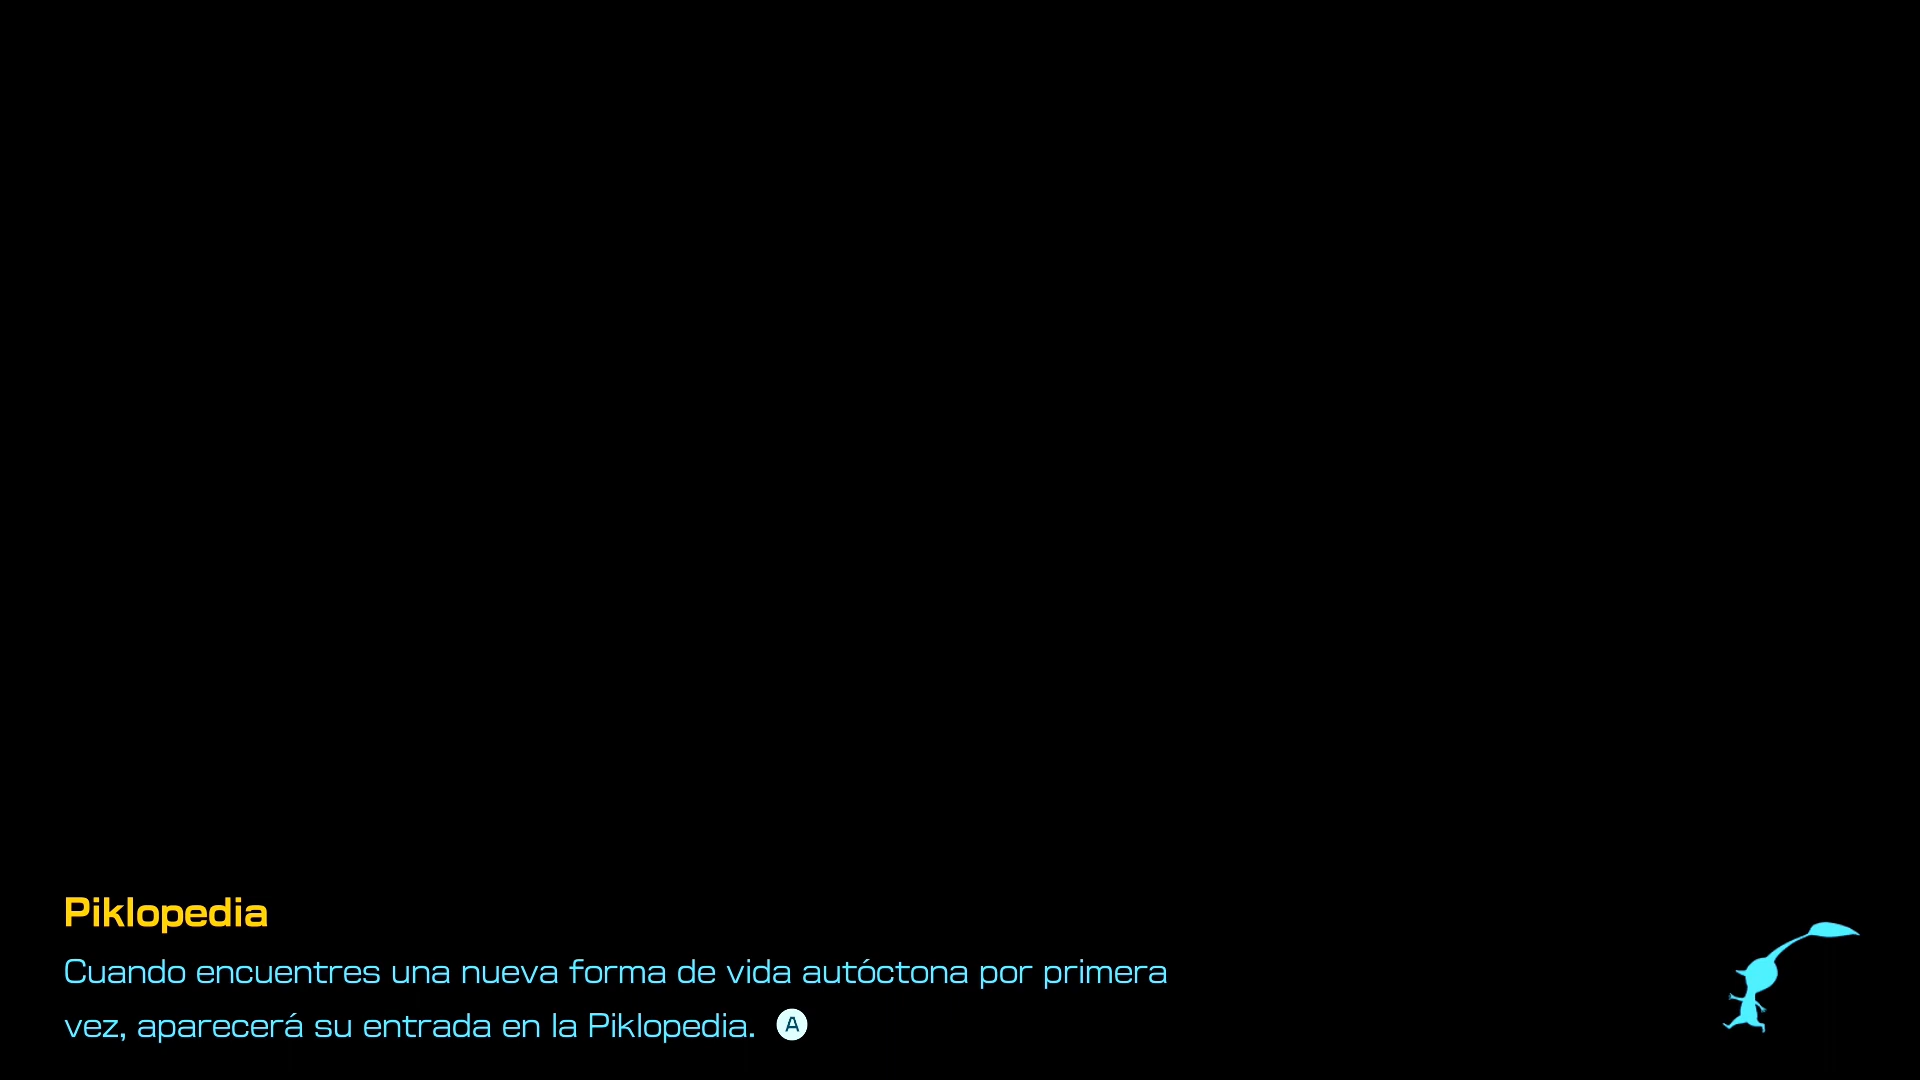 Piklopedia
Cuando encuentres una nueva forma de vida autóctona por primera
vez, aparecerá su entrada en la Piklopedia. A